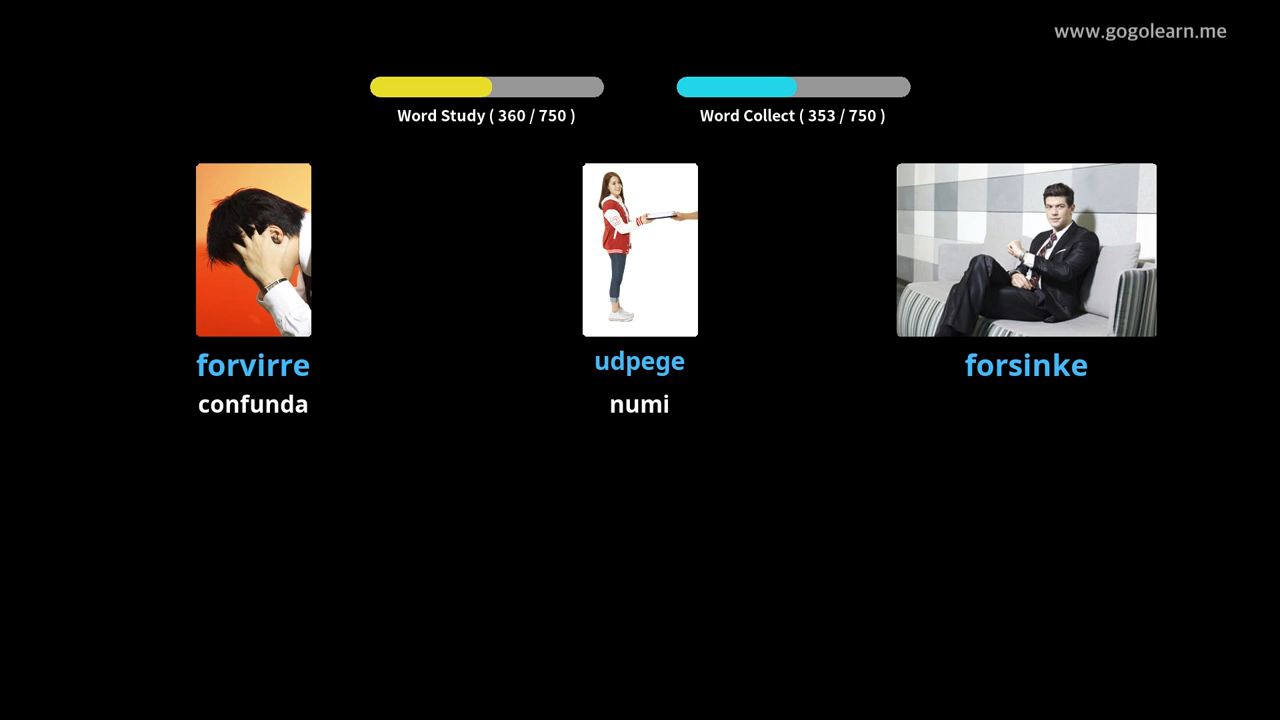 www.gogolearn.me
Word Study ( 360 / 750 )
Word Collect ( 353 / 750 )
forvirre
udpege
forsinke
confunda
numi